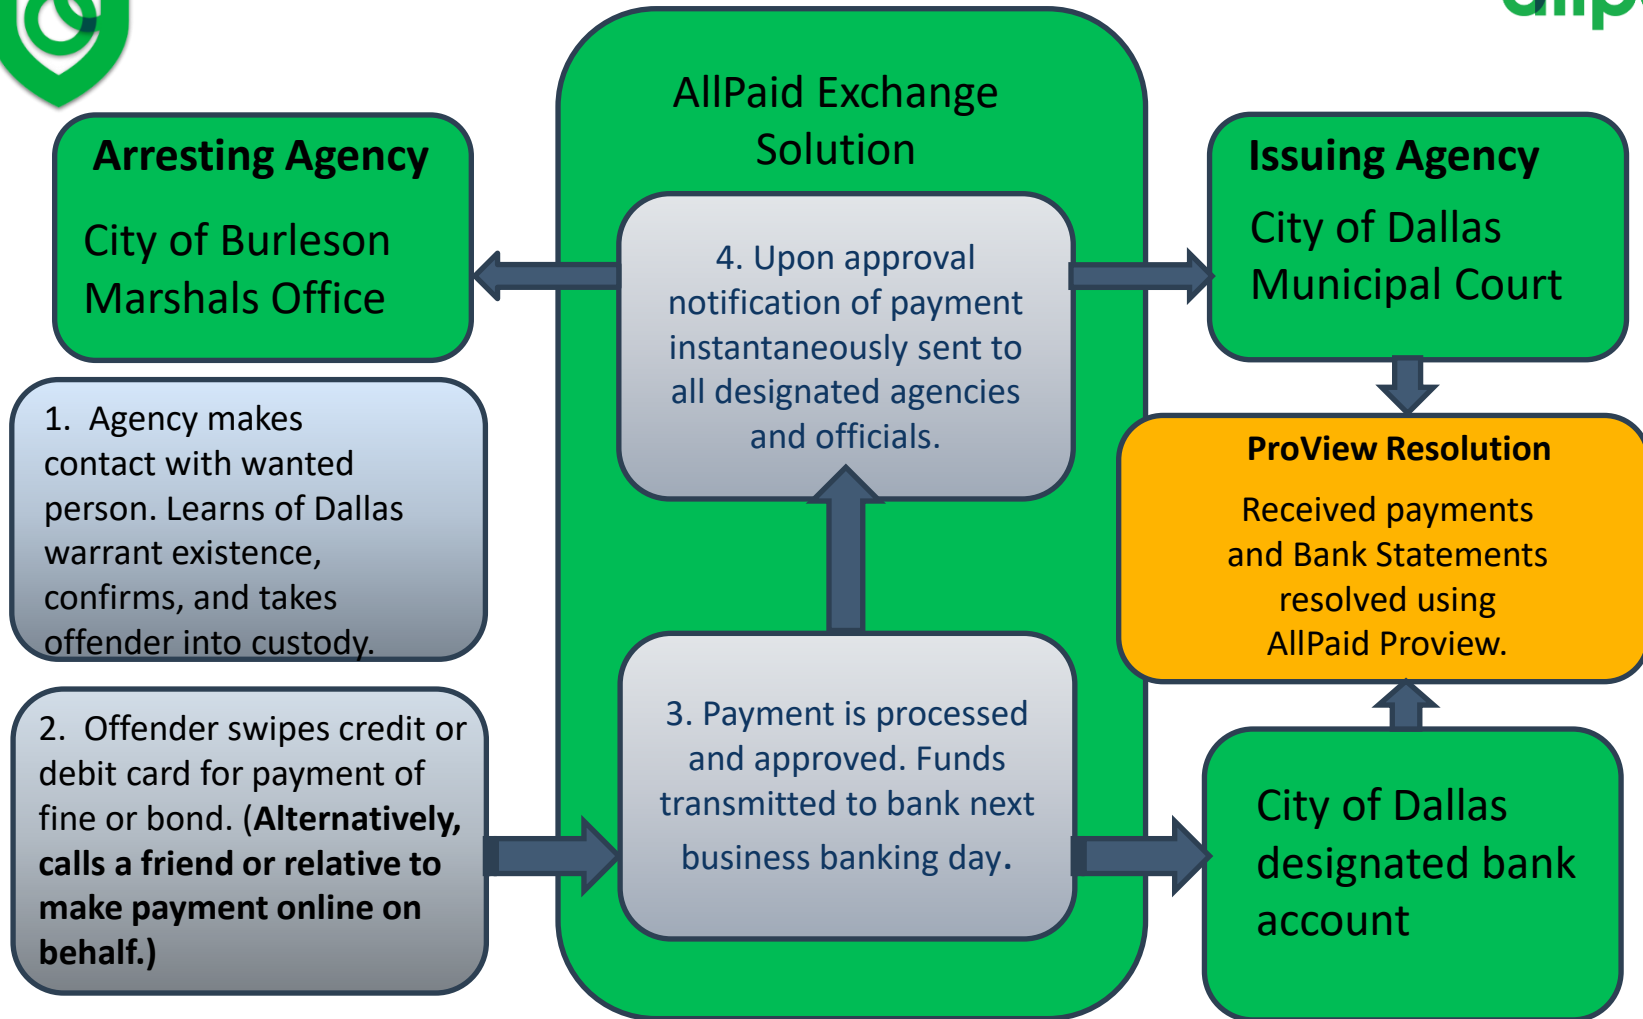 AllPaid Exchange
Solution
Arresting Agency
City of Burleson
Marshals Office
Issuing Agency
City of Dallas
Municipal Court
1.  Agency makes
contact with wanted
person. Learns of Dallas
warrant existence,
confirms, and takes
offender into custody.
2.  Offender swipes credit or
debit card for payment of
fine or bond. (Alternatively,
calls a friend or relative to
make payment online on
behalf.)
3. Payment is processed
and approved. Funds
transmitted to bank next
business banking day.
4. Upon approval
notification of payment
instantaneously sent to
all designated agencies
and officials.
ProView Resolution
Received payments
and Bank Statements
resolved using
AllPaid Proview.
City of Dallas
designated bank
account